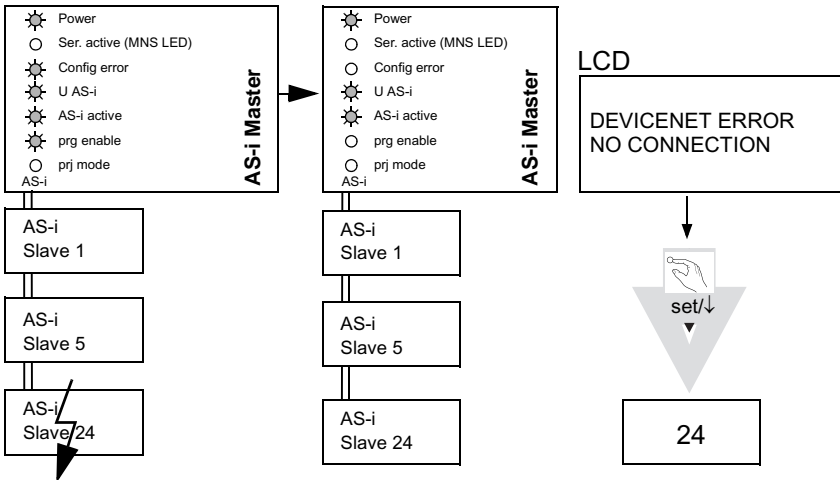 Power
Ser. active (MNS LED)
Config error
U AS-i
AS-i active
prg enable
prj mode
AS-i
AS-i Master
AS-i
Slave 1
AS-i
Slave 5
AS-i
Slave 24
Power
Ser. active (MNS LED)
Config error
U AS-i
AS-i active
prg enable
prj mode
AS-i
AS-i Master
AS-i
Slave 1
AS-i
Slave 5
AS-i
Slave 24
LCD
DEVICENET ERROR
NO CONNECTION
set/↓
24